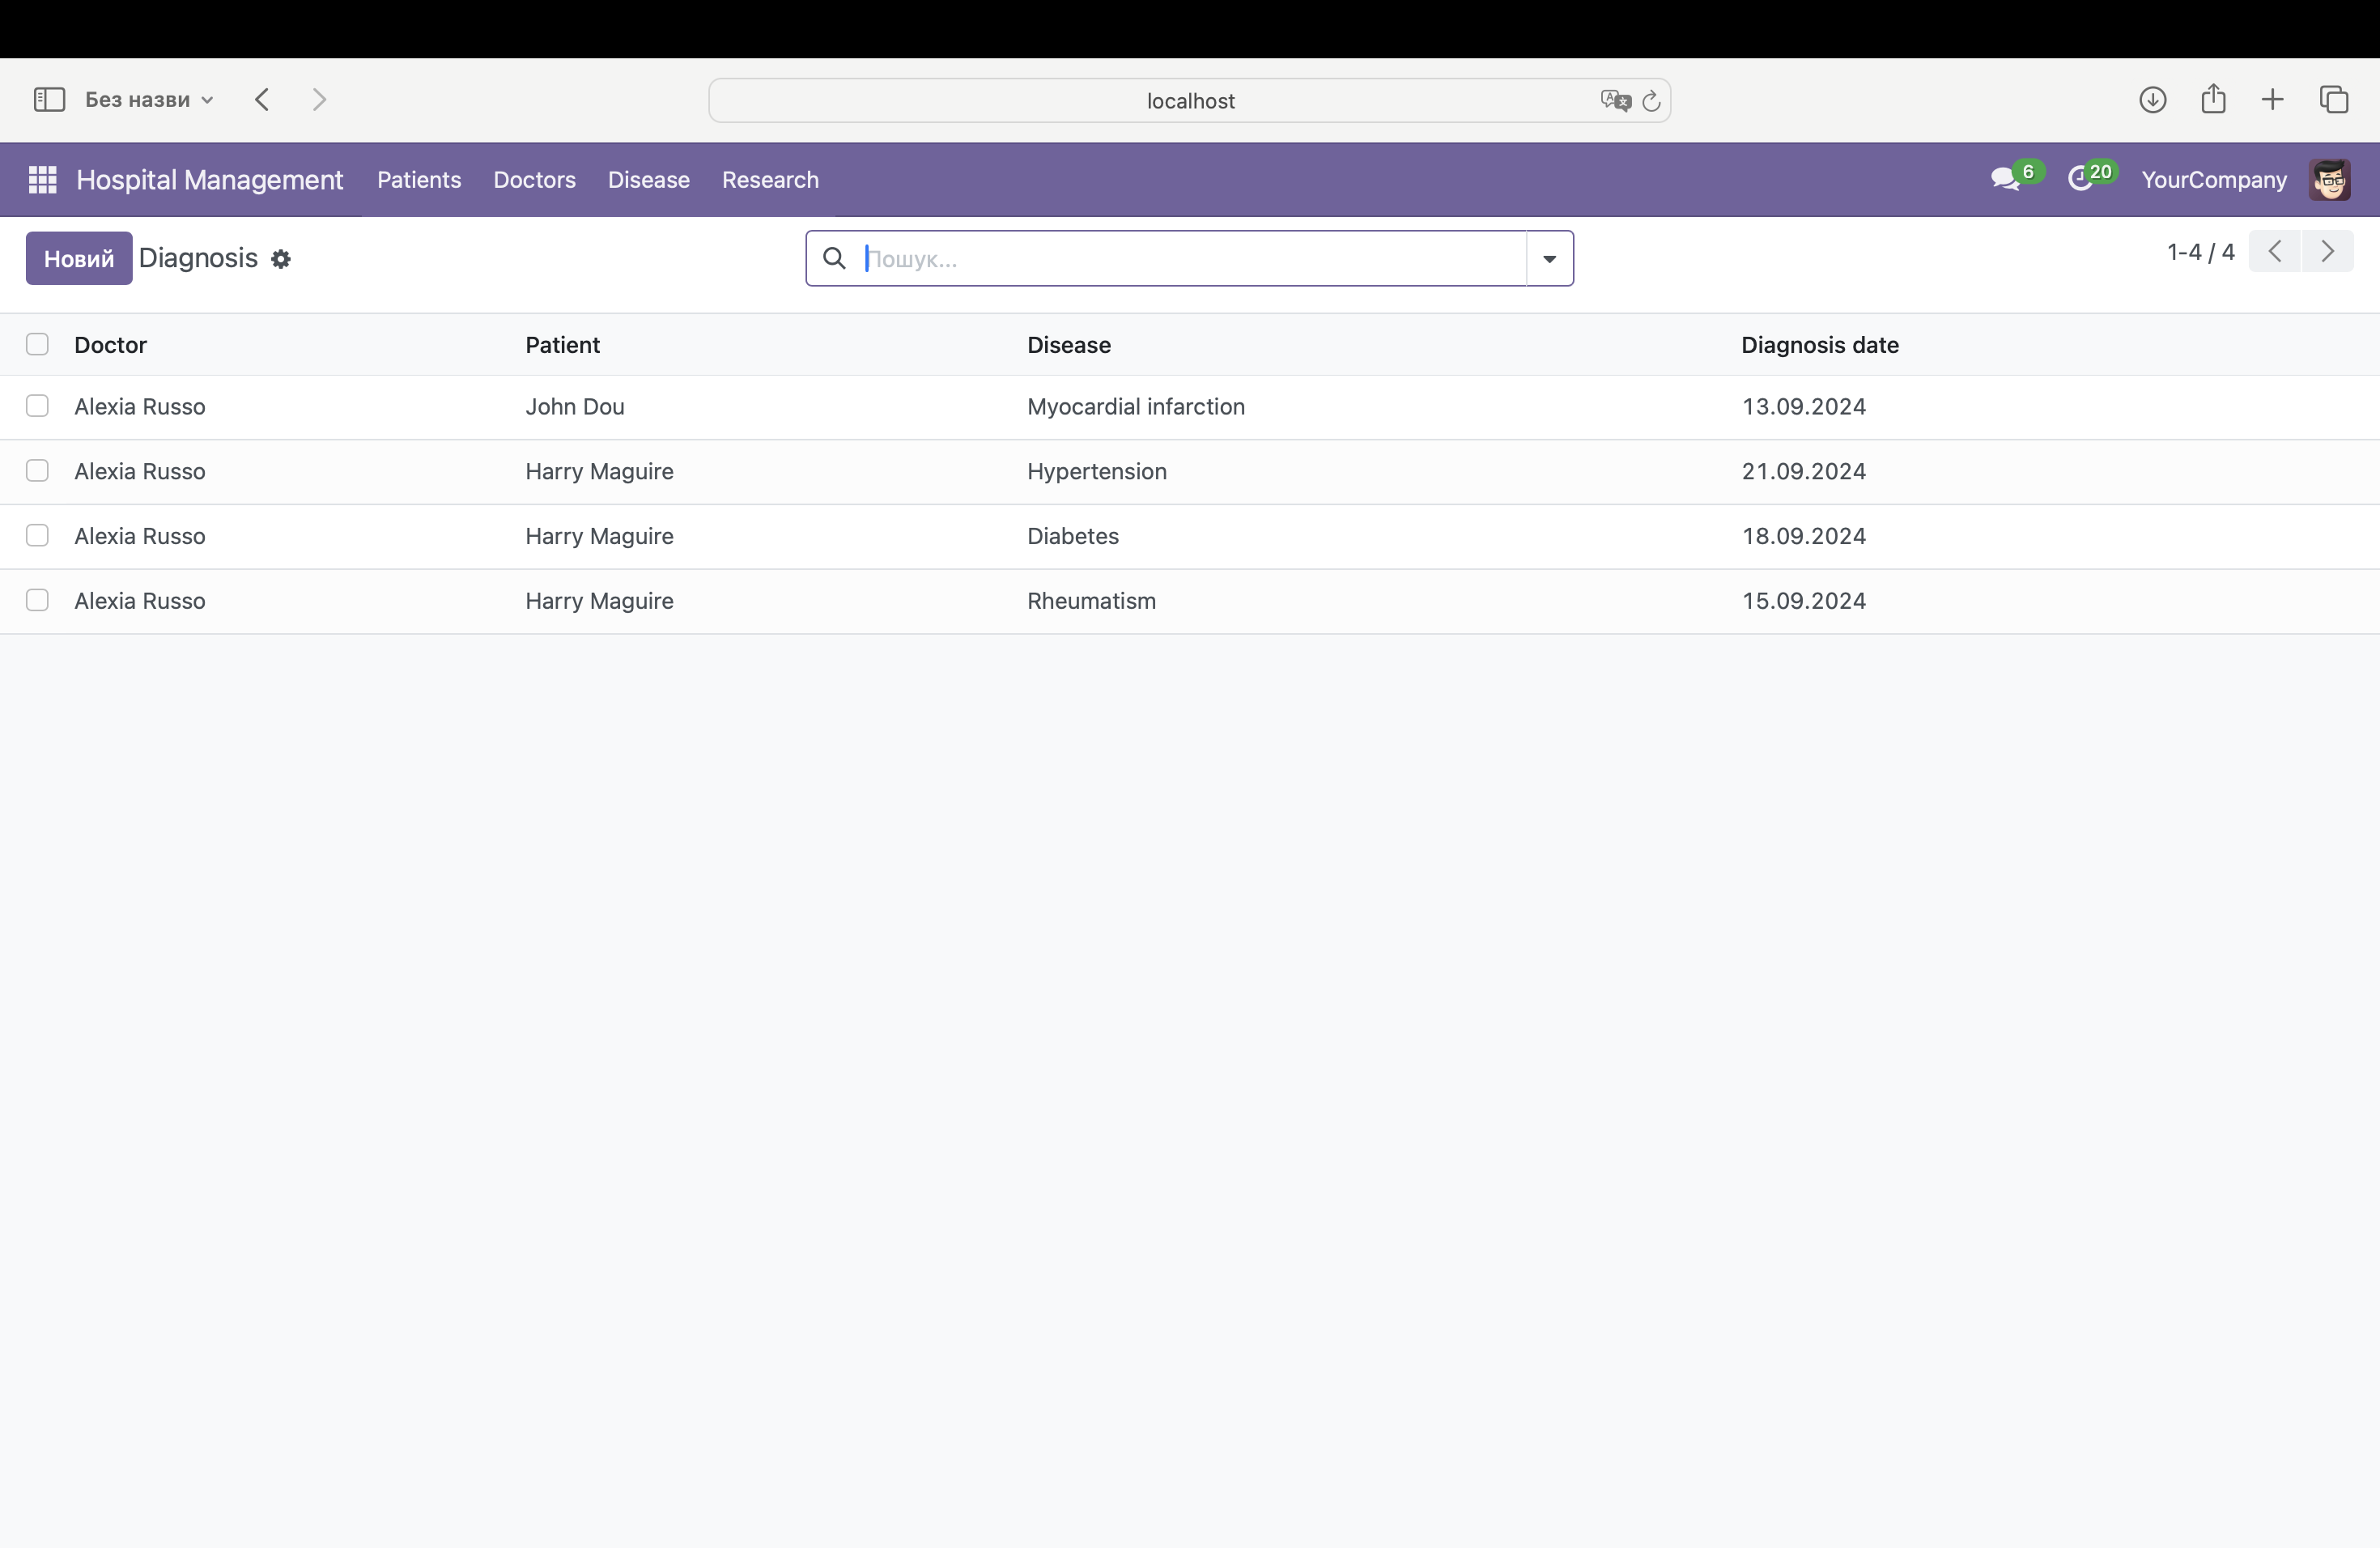 Без назви
localhost
Hospital Management Patients Doctors Disease Research 6 20 YourCompany
Новий Diagnosis Пошук... 1-4 / 4
Doctor Patient Disease Diagnosis date
Alexia Russo John Dou Myocardial infarction 13.09.2024
Alexia Russo Harry Maguire Hypertension 21.09.2024
Alexia Russo Harry Maguire Diabetes 18.09.2024
Alexia Russo Harry Maguire Rheumatism 15.09.2024